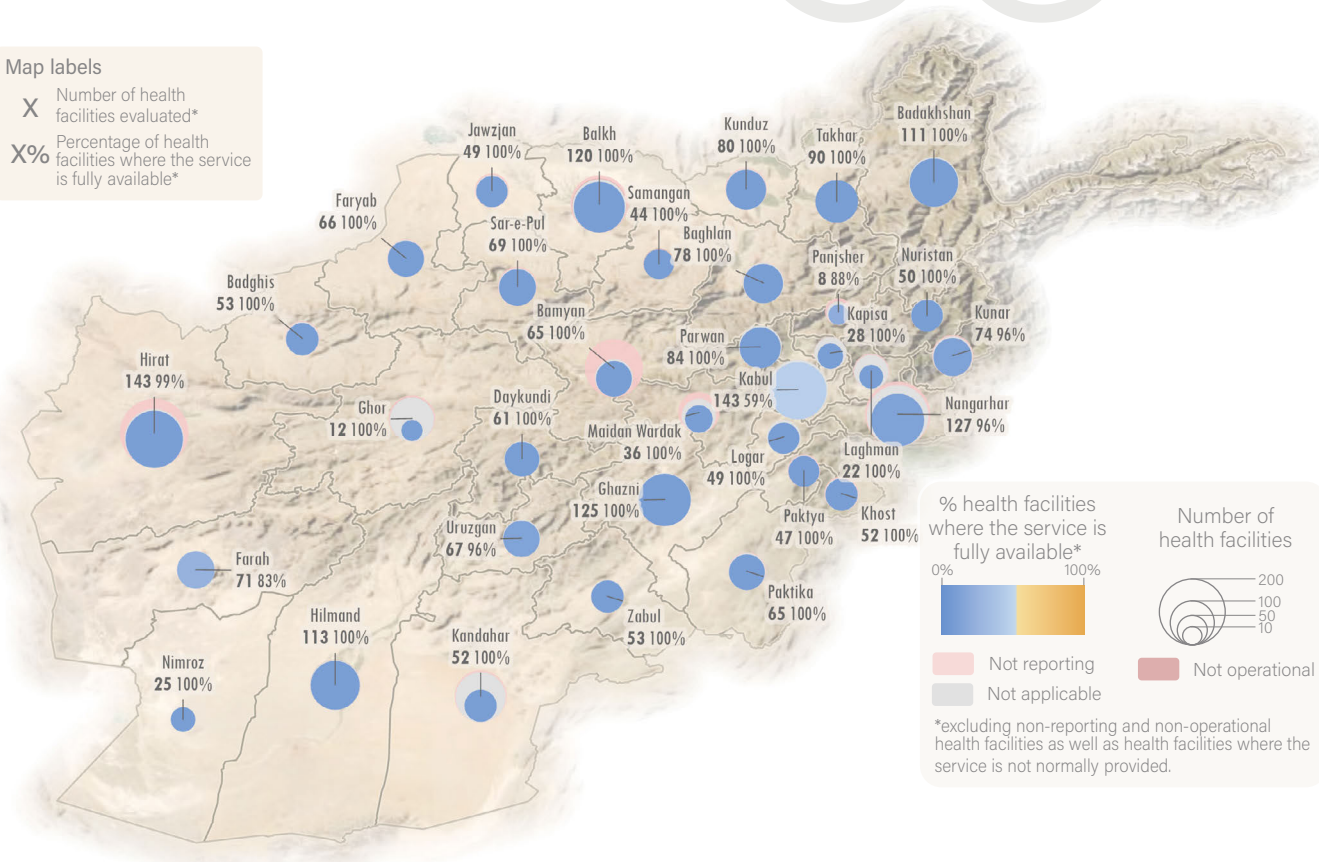 Map labels
X Number of health
facilities evaluated*
X% Percentage of health
facilities where the service
is fully available*
Badakhshan
111 100%
Kunduz
80 100%
Takhar
90 100%
Jawzjan
49 100%
Balkh
120 100%
Samangan
44 100%
Faryab
66 100%
Sar-e-Pul
69 100%
Baghlan
78 100%
Panjsher
8 88%
Nuristan
50 100%
Badghis
53 100%
Bamyan
65 100%
Kapisa
28 100%
Kunar
74 96%
Parwan
84 100%
Hirat
143 99%
Kabul
143 59%
Daykundi
61 100%
Ghor
12 100%
Nangarhar
127 96%
Maidan Wardak
36 100%
Logar
49 100%
Laghman
22 100%
Ghazni
125 100%
Paktya
47 100%
Khost
52 100%
Uruzgan
67 96%
Farah
71 83%
Paktika
65 100%
Zabul
53 100%
Hilmand
113 100%
Kandahar
52 100%
Nimroz
25 100%
% health facilities
where the service is
fully available*
0% 100%
Number of
health facilities
200
100
50
10
Not reporting
Not operational
Not applicable
*excluding non-reporting and non-operational
health facilities as well as health facilities where the
service is not normally provided.